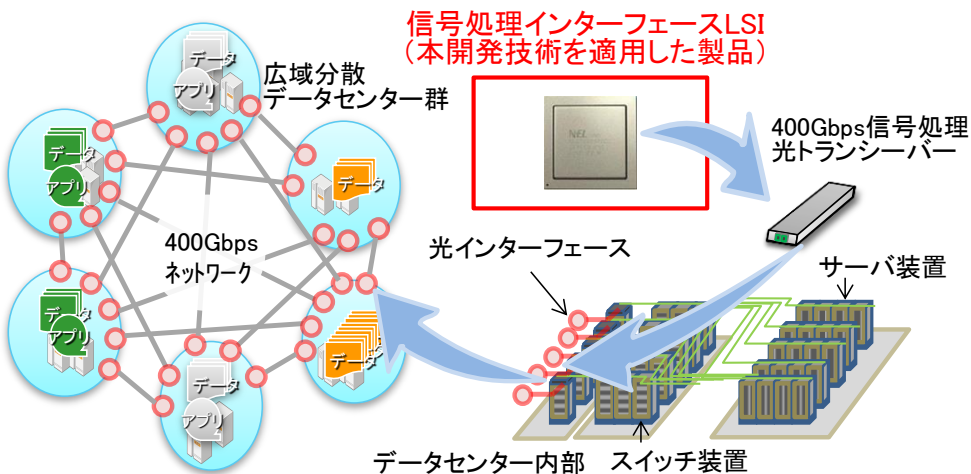 信号処理インターフェースLSI
（本開発技術を適用した製品）
広域分散
データセンター群
データ
アプリ
データ
アプリ
データ
400Gbps
ネットワーク
データ
アプリ
データ
データ
アプリ
400Gbps信号処理
光トランシーバー
光インターフェース
サーバ装置
データセンター内部
スイッチ装置